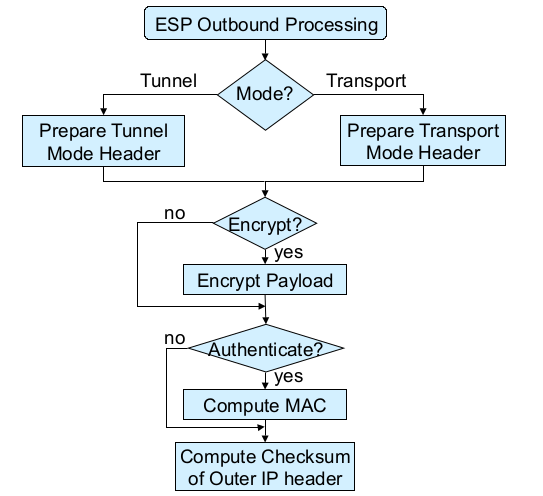 ESP Outbound Processing
Tunnel
Transport
Mode?
Prepare Tunnel
Mode Header
Prepare Transport
Mode Header
no
Encrypt?
yes
Encrypt Payload
no
Authenticate?
yes
Compute MAC
Compute Checksum
of Outer IP header